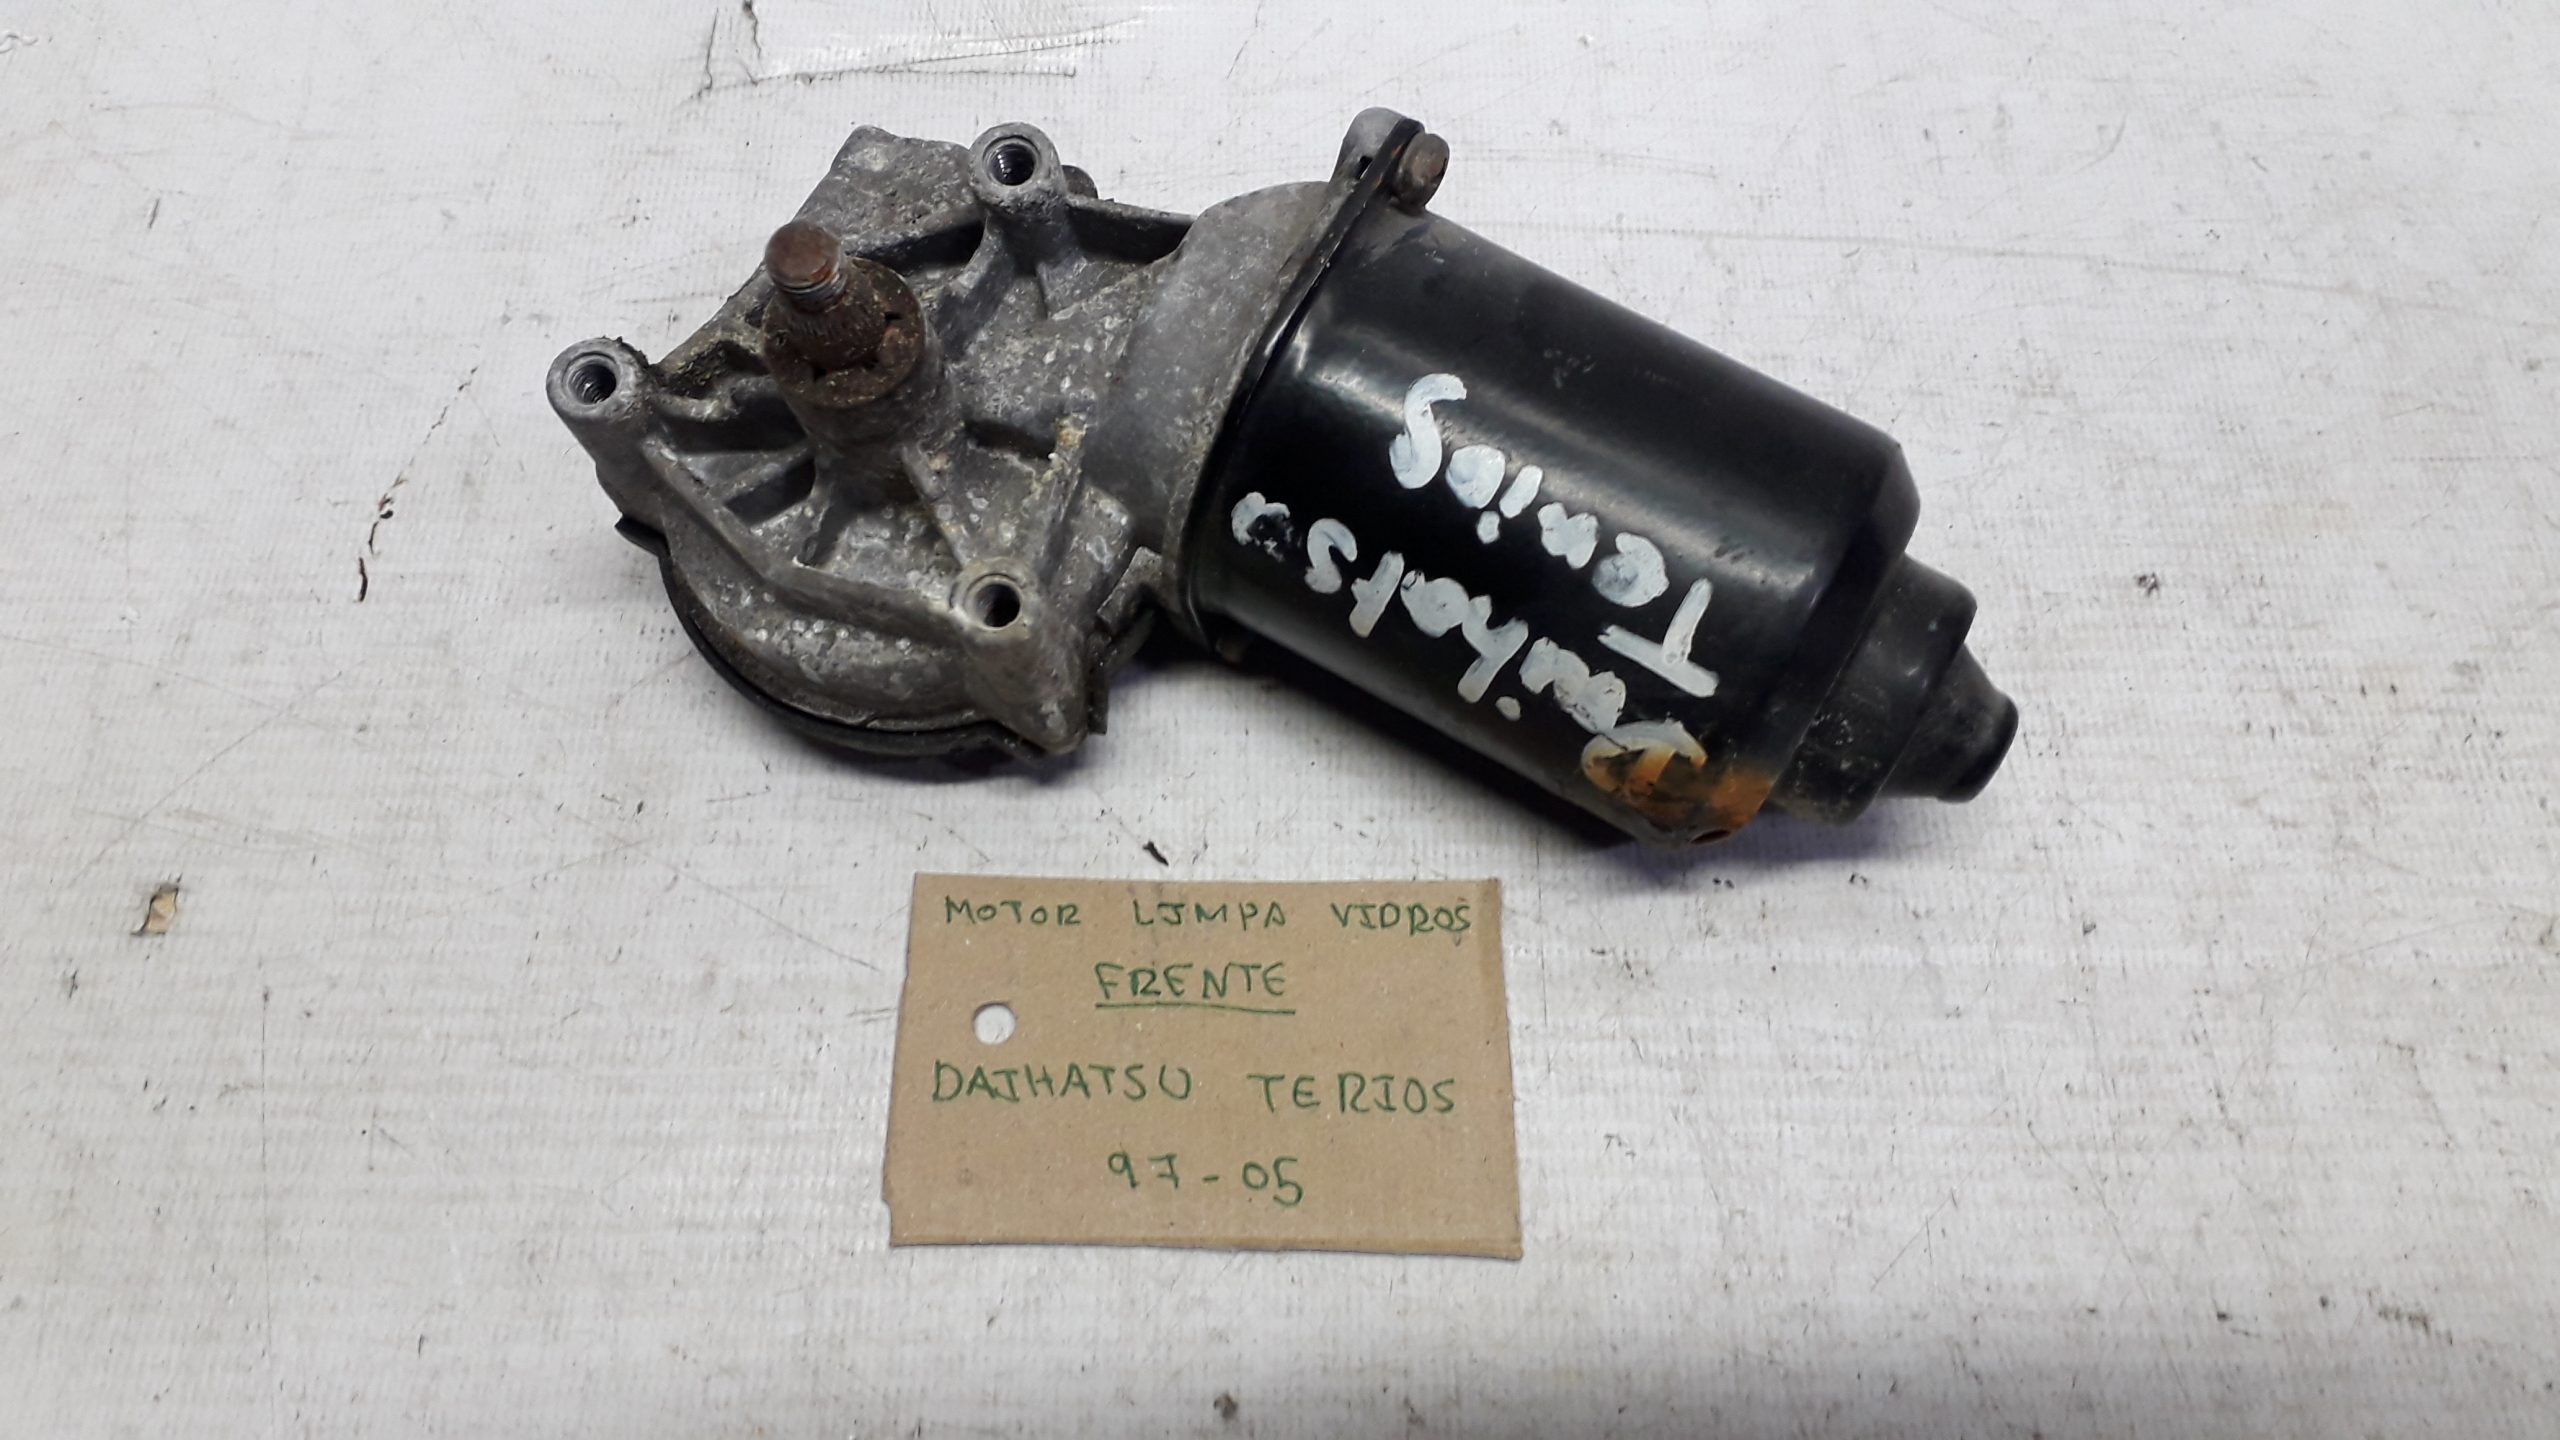 Daihatsu
Terios
MOTOR LIMPA VIDROS
FRENTE
DAIHATSU TERIOS
97-05